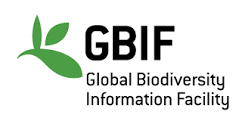 GBIF
Global Biodiversity
Information Facility